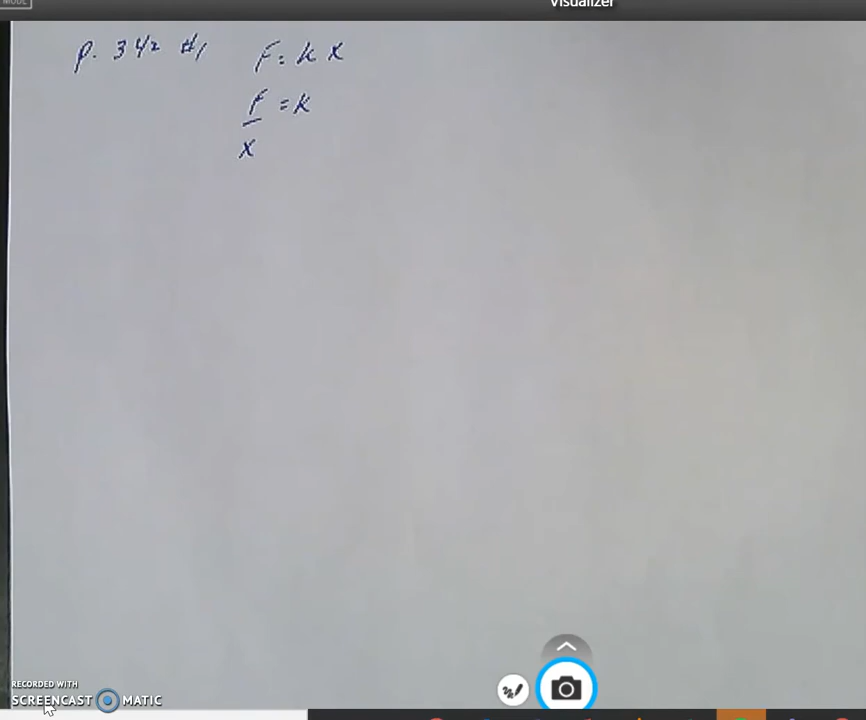 Visualizer
p. 342 #1 F = k x
F = k
x
RECORDED WITH
SCREENCAST MATIC